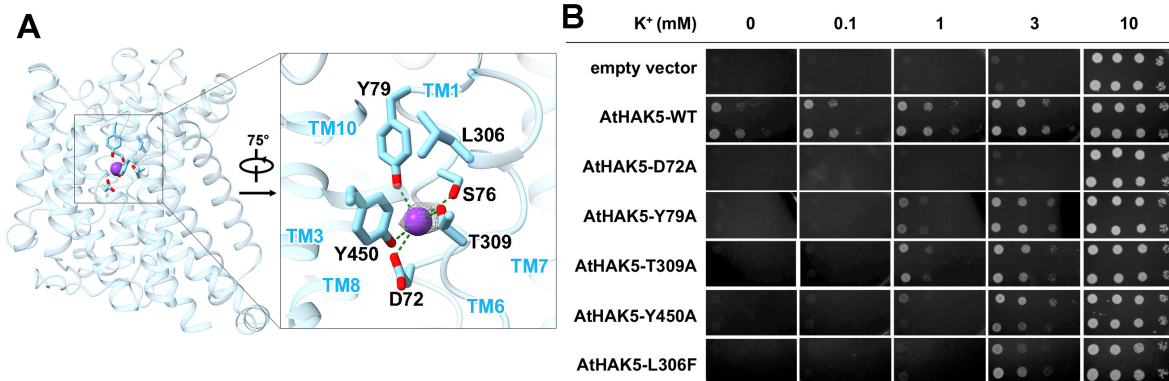 A
75°
Y79
TM1
TM10
L306
S76
TM3
Y450
T309
TM7
TM8
D72
TM6
B
K⁺ (mM) 0 0.1 1 3 10
empty vector
AtHAK5-WT
AtHAK5-D72A
AtHAK5-Y79A
AtHAK5-T309A
AtHAK5-Y450A
AtHAK5-L306F